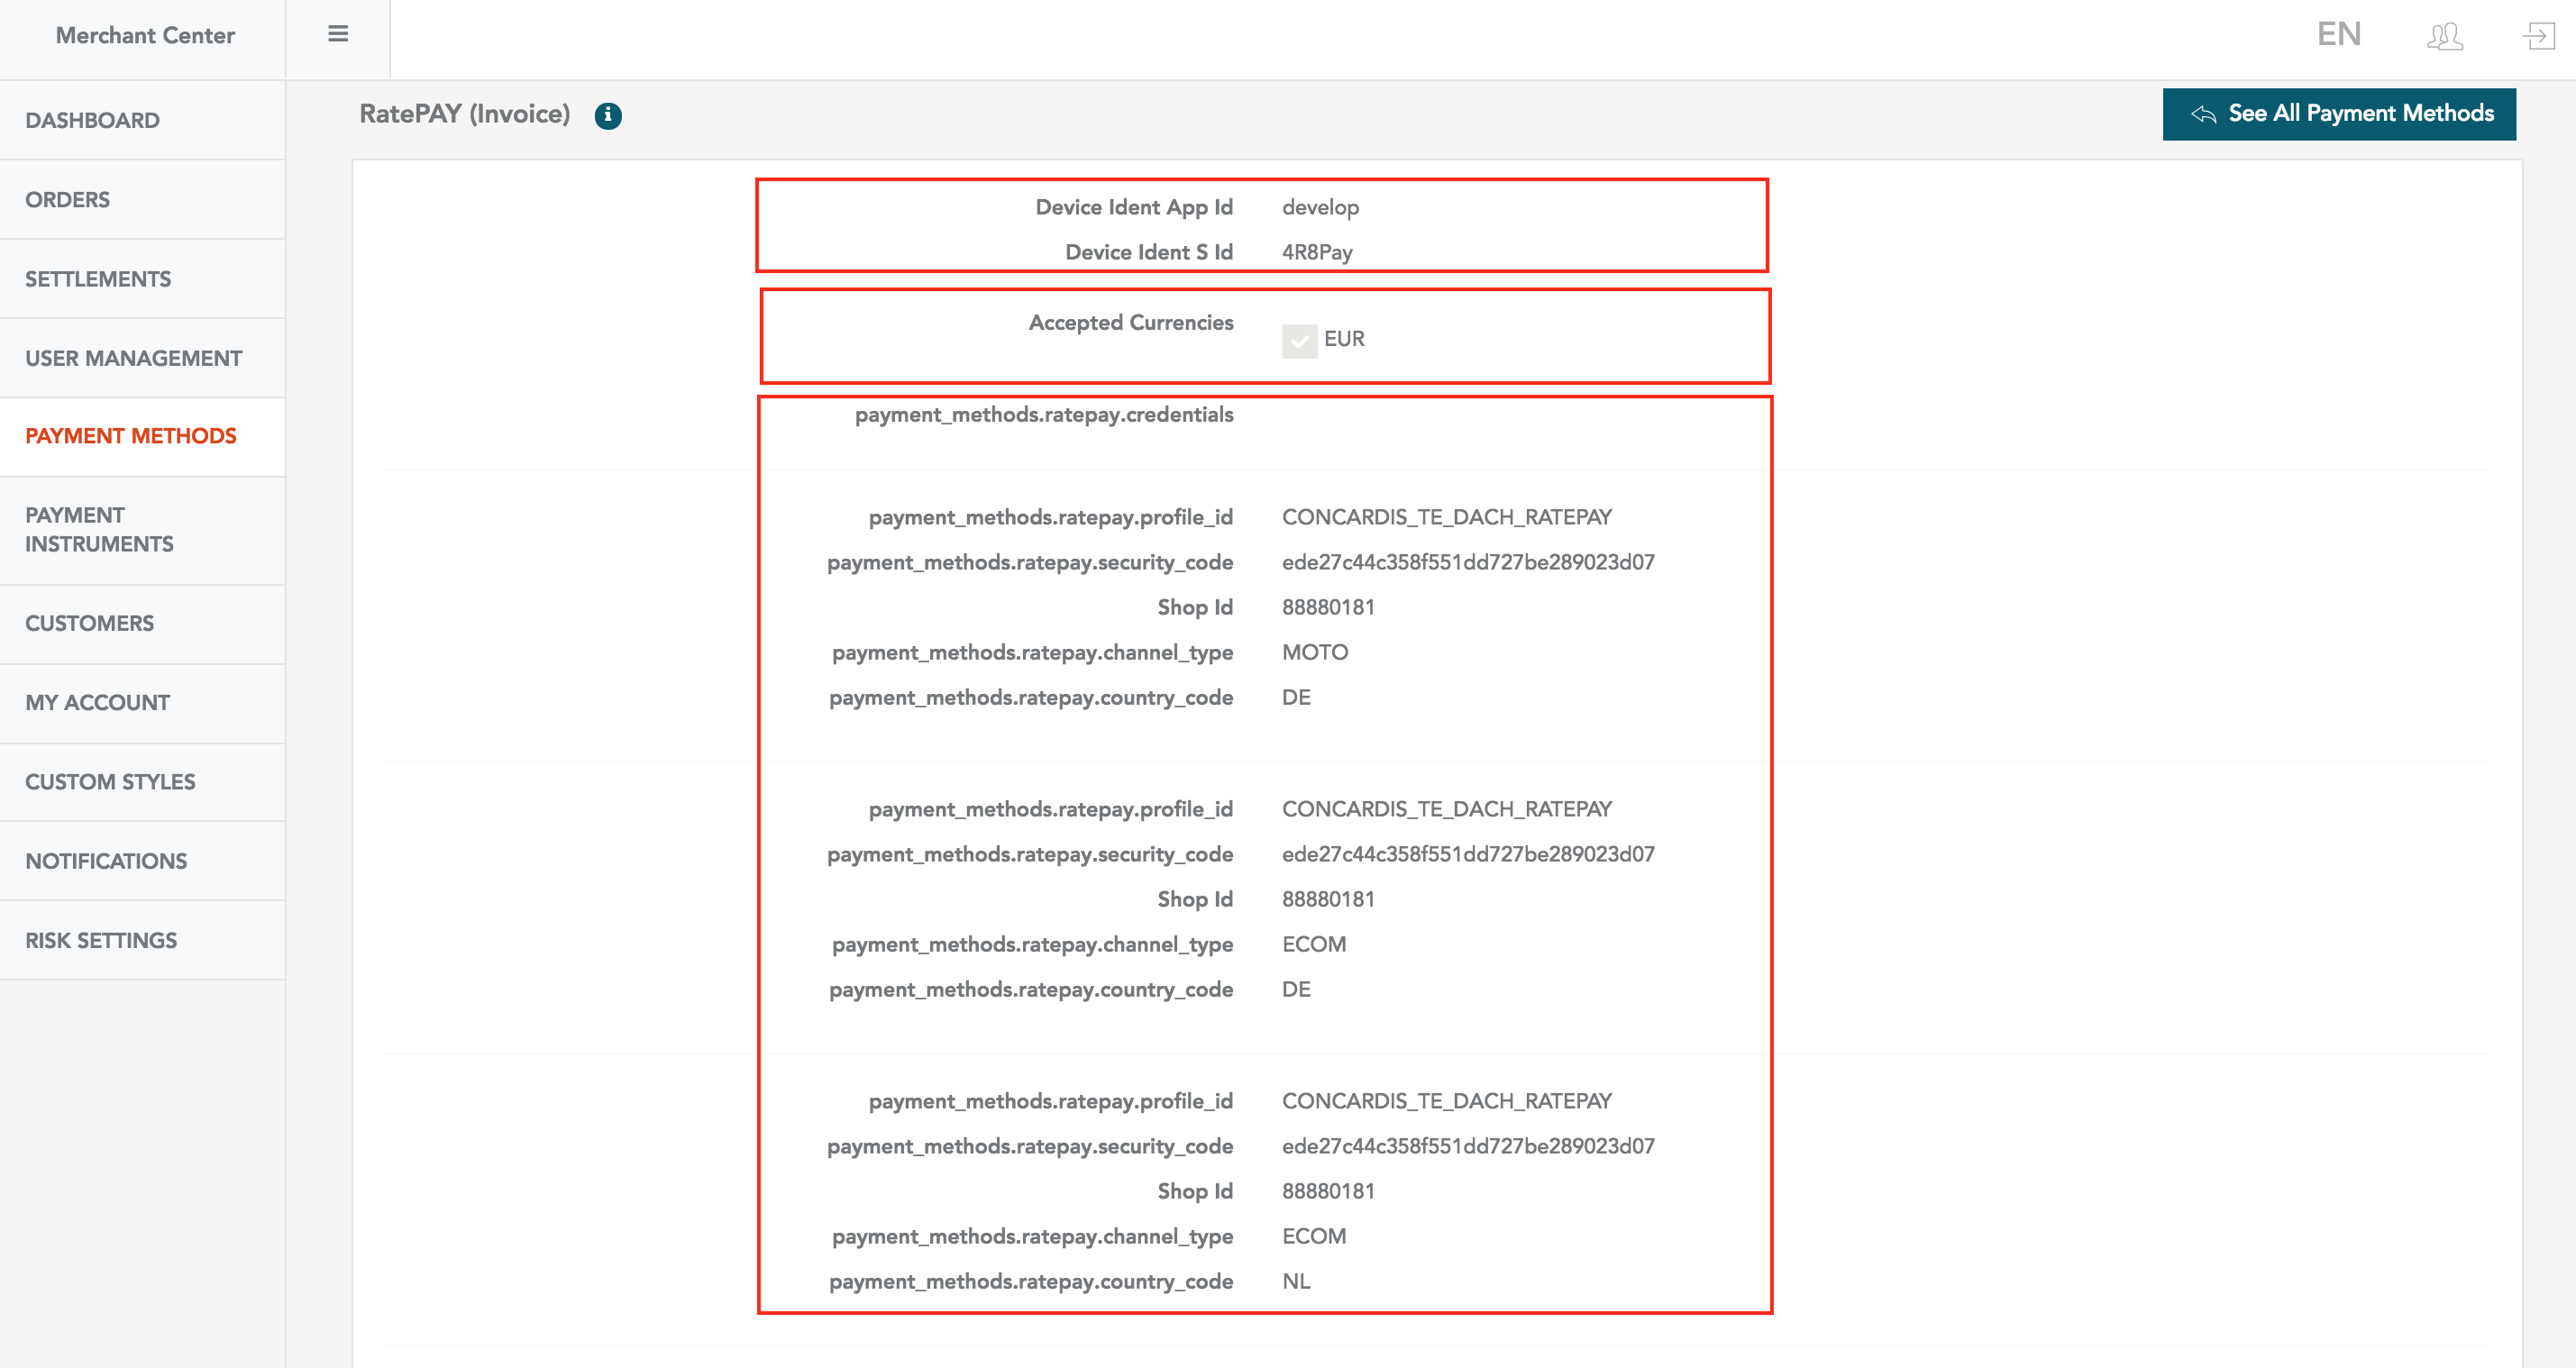 Merchant Center
EN
DASHBOARD
ORDERS
SETTLEMENTS
USER MANAGEMENT
PAYMENT METHODS
PAYMENT
INSTRUMENTS
CUSTOMERS
MY ACCOUNT
CUSTOM STYLES
NOTIFICATIONS
RISK SETTINGS
RatePAY (Invoice) i
See All Payment Methods
Device Ident App Id develop
Device Ident S Id 4R8Pay
Accepted Currencies
EUR
payment_methods.ratepay.credentials
payment_methods.ratepay.profile_id CONCARDIS_TE_DACH_RATEPAY
payment_methods.ratepay.security_code ede27c44c358f551dd727be289023d07
Shop Id 88880181
payment_methods.ratepay.channel_type MOTO
payment_methods.ratepay.country_code DE
payment_methods.ratepay.profile_id CONCARDIS_TE_DACH_RATEPAY
payment_methods.ratepay.security_code ede27c44c358f551dd727be289023d07
Shop Id 88880181
payment_methods.ratepay.channel_type ECOM
payment_methods.ratepay.country_code DE
payment_methods.ratepay.profile_id CONCARDIS_TE_DACH_RATEPAY
payment_methods.ratepay.security_code ede27c44c358f551dd727be289023d07
Shop Id 88880181
payment_methods.ratepay.channel_type ECOM
payment_methods.ratepay.country_code NL